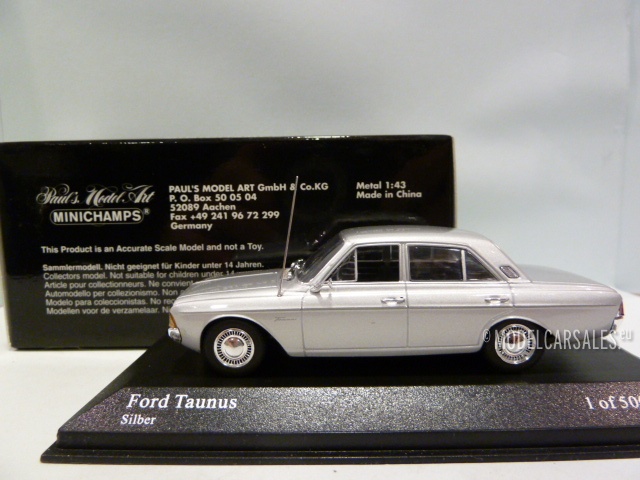 Paul's Model Art
MINICHAMPS®
PAUL'S MODEL ART GmbH & Co.KG
P. O. Box 50 05 04
52089 Aachen
Fax +49 241 96 72 299
Germany
Metal 1:43
Made in China
This Product is an Accurate Scale Model and not a Toy.
Sammlermodell. Nicht geeignet für Kinder unter 14 Jahren.
Collectors model. Not suitable for children under 14
Article pour collectionneurs. Ne convient
Automodello per collezionismo. Non
Modelo para coleccionistas. No
Modellen voor de verzamelaar.
© MODELCARSALES.eu
Ford Taunus
Silber
1 of 500